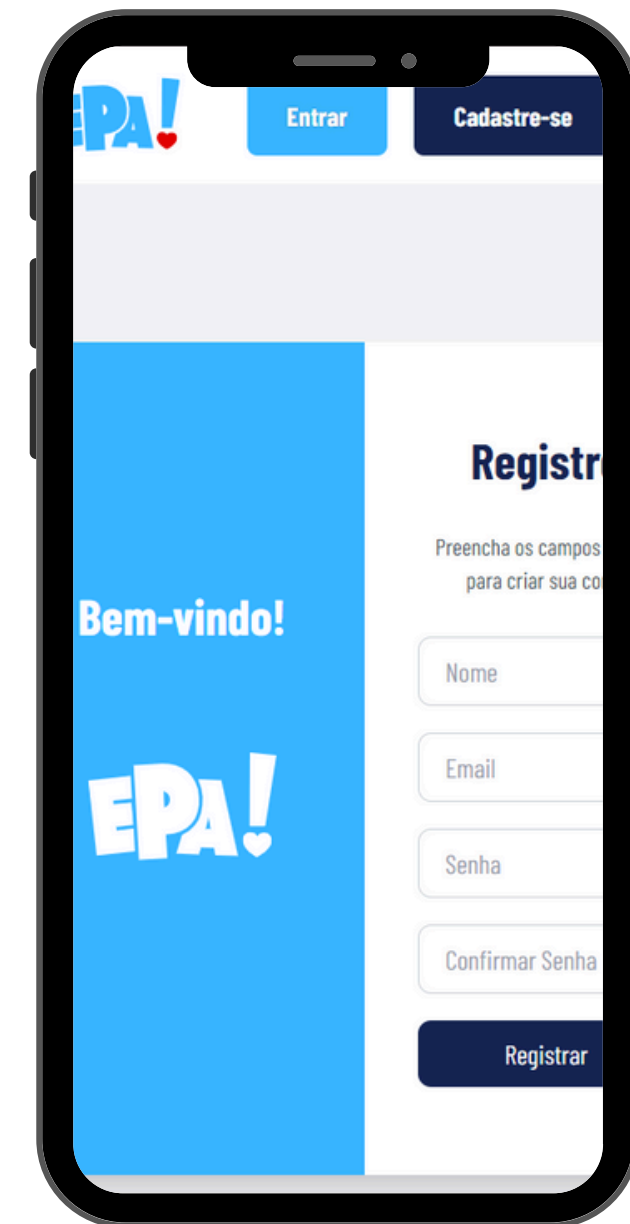 EPA!
Entrar
Cadastre-se
Registr
Preencha os campos
para criar sua co
Bem-vindo!
Nome
EPA!
Email
Senha
Confirmar Senha
Registrar